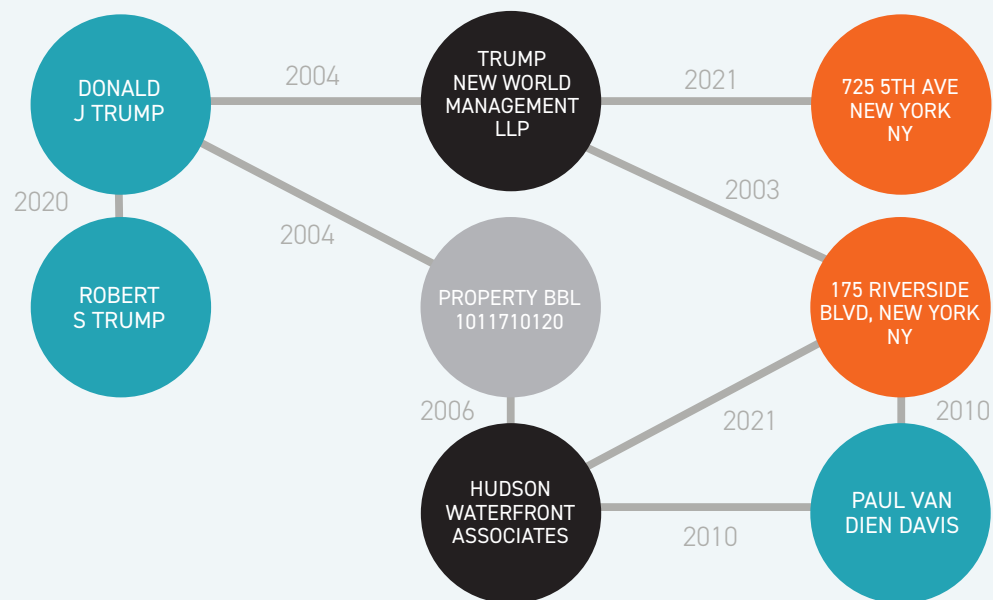 DONALD
J TRUMP
2004
TRUMP
NEW WORLD
MANAGEMENT
LLP
2021
725 5TH AVE
NEW YORK
NY
2020
2004
2003
ROBERT
S TRUMP
PROPERTY BBL
1011710120
175 RIVERSIDE
BLVD, NEW YORK
NY
2006
2021
2010
HUDSON
WATERFRONT
ASSOCIATES
2010
PAUL VAN
DIEN DAVIS